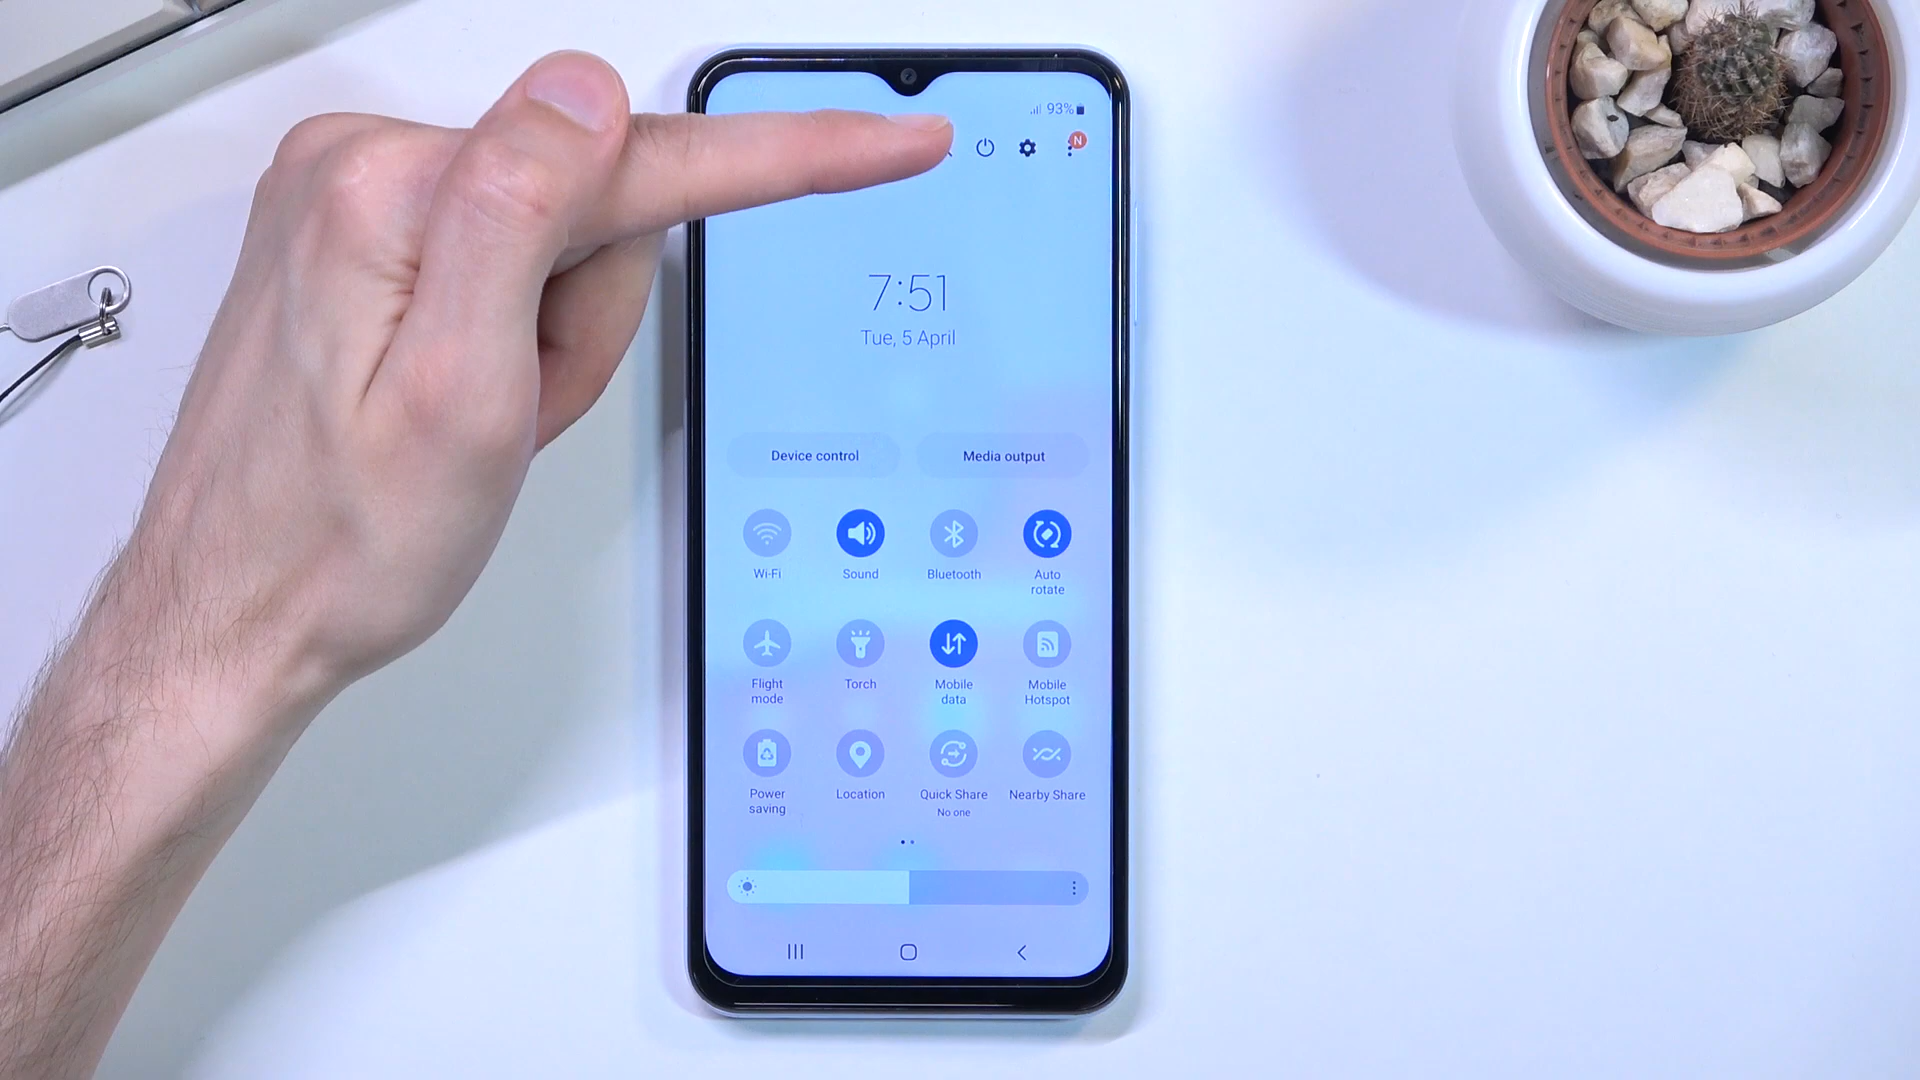 93%
N
7:51
Tue, 5 April
Device control
Media output
Wi-Fi
Sound
Bluetooth
Auto
rotate
Flight
mode
Torch
Mobile
data
Mobile
Hotspot
Power
saving
Location
Quick Share
No one
Nearby Share